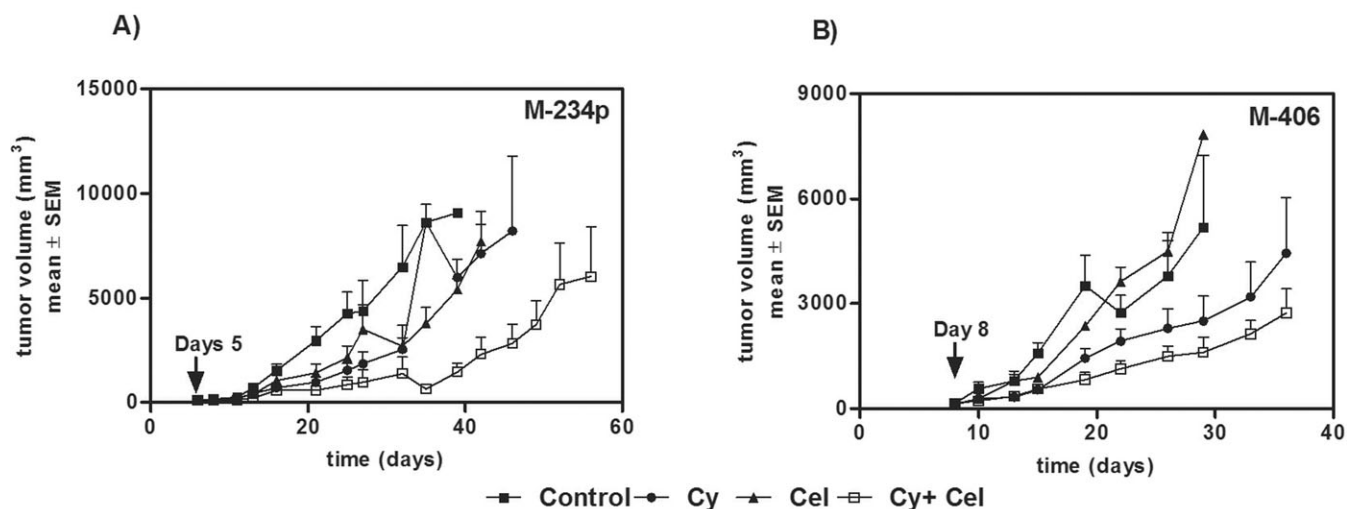 A)
15000
10000
5000
0
tumor volume (mm³)
mean ± SEM
M-234p
Days 5
0 20 40 60
time (days)
B)
9000
6000
3000
0
tumor volume (mm³)
mean ± SEM
M-406
Day 8
0 10 20 30 40
time (days)
Control Cy Cel Cy+ Cel